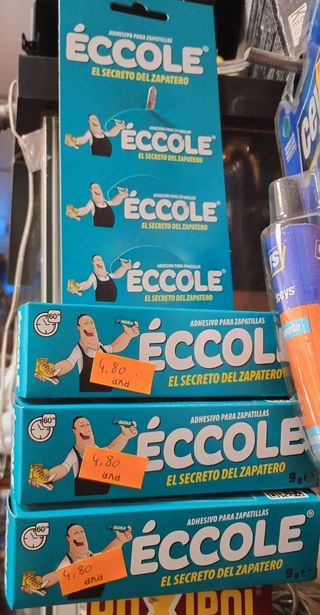 ADHESIVO PARA ZAPATILLAS
ÉCCOLE®
EL SECRETO DEL ZAPATERO
ADHESIVO PARA ZAPATILLAS
ÉCCOLE®
EL SECRETO DEL ZAPATERO
ADHESIVO PARA ZAPATILLAS
ÉCCOLE®
EL SECRETO DEL ZAPATERO
ADHESIVO PARA ZAPATILLAS
ÉCCOLE®
EL SECRETO DEL ZAPATERO
60"
ADHESIVO PARA ZAPATILLAS
ÉCCOLE
EL SECRETO DEL ZAPATERO
4,80
PVP
60"
ADHESIVO PARA ZAPATILLAS
ÉCCOLE®
EL SECRETO DEL ZAPATERO
9g e
4,80
PVP
60"
ADHESIVO PARA ZAPATILLAS
ÉCCOLE®
EL SECRETO DEL ZAPATERO
9g e
4,80
PVP